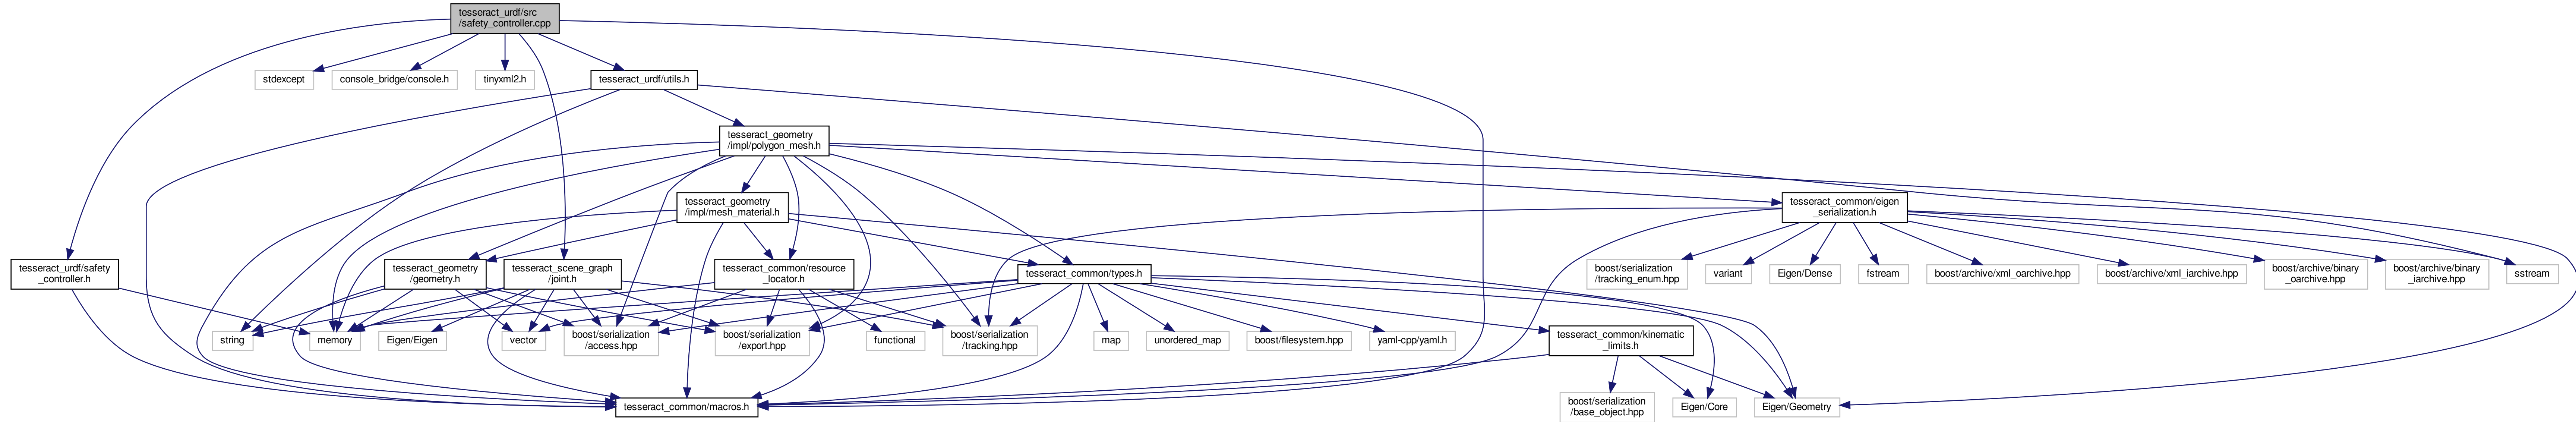 tesseract_urdf/src
/safety_controller.cpp
stdexcept
console_bridge/console.h
tinyxml2.h
tesseract_urdf/utils.h
tesseract_geometry
/impl/polygon_mesh.h
tesseract_geometry
/impl/mesh_material.h
tesseract_common/eigen
_serialization.h
tesseract_urdf/safety
_controller.h
tesseract_geometry
/geometry.h
tesseract_scene_graph
/joint.h
tesseract_common/resource
_locator.h
tesseract_common/types.h
boost/serialization
/tracking_enum.hpp
variant
Eigen/Dense
fstream
boost/archive/xml_oarchive.hpp
boost/archive/xml_iarchive.hpp
boost/archive/binary
_oarchive.hpp
boost/archive/binary
_iarchive.hpp
sstream
string
memory
Eigen/Eigen
vector
boost/serialization
/access.hpp
boost/serialization
/export.hpp
functional
boost/serialization
/tracking.hpp
map
unordered_map
boost/filesystem.hpp
yaml-cpp/yaml.h
tesseract_common/kinematic
_limits.h
tesseract_common/macros.h
boost/serialization
/base_object.hpp
Eigen/Core
Eigen/Geometry